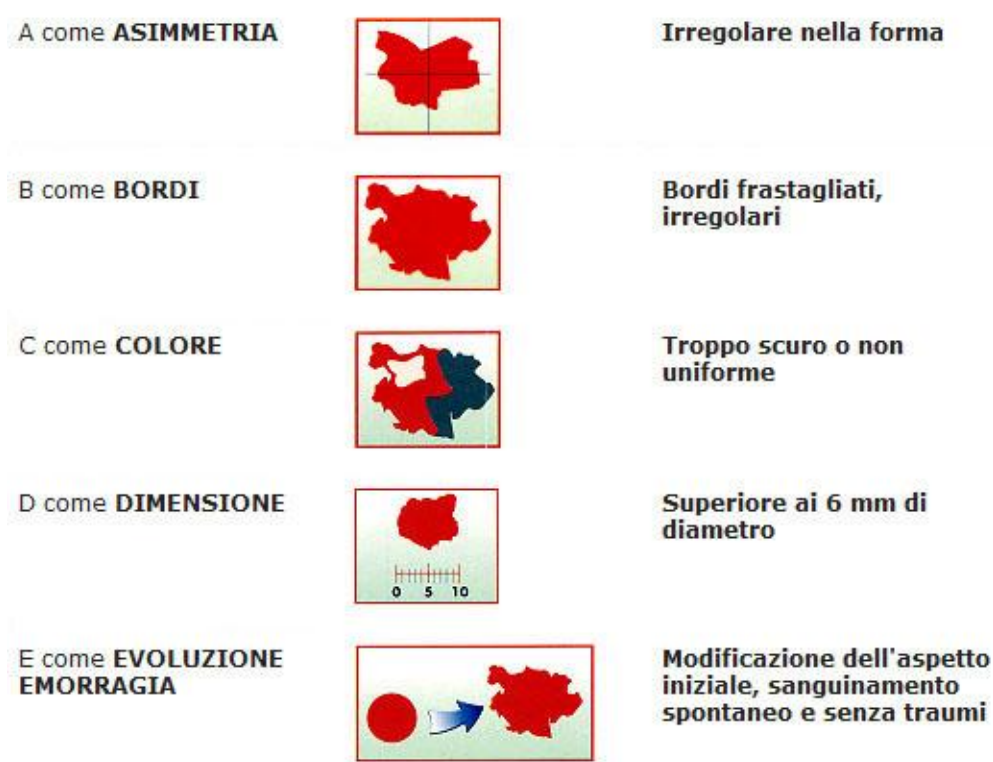 A come ASIMMETRIA
Irregolare nella forma
B come BORDI
Bordi frastagliati,
irregolari
C come COLORE
Troppo scuro o non
uniforme
D come DIMENSIONE
0 5 10
Superiore ai 6 mm di
diametro
E come EVOLUZIONE
EMORRAGIA
Modificazione dell'aspetto
iniziale, sanguinamento
spontaneo e senza traumi